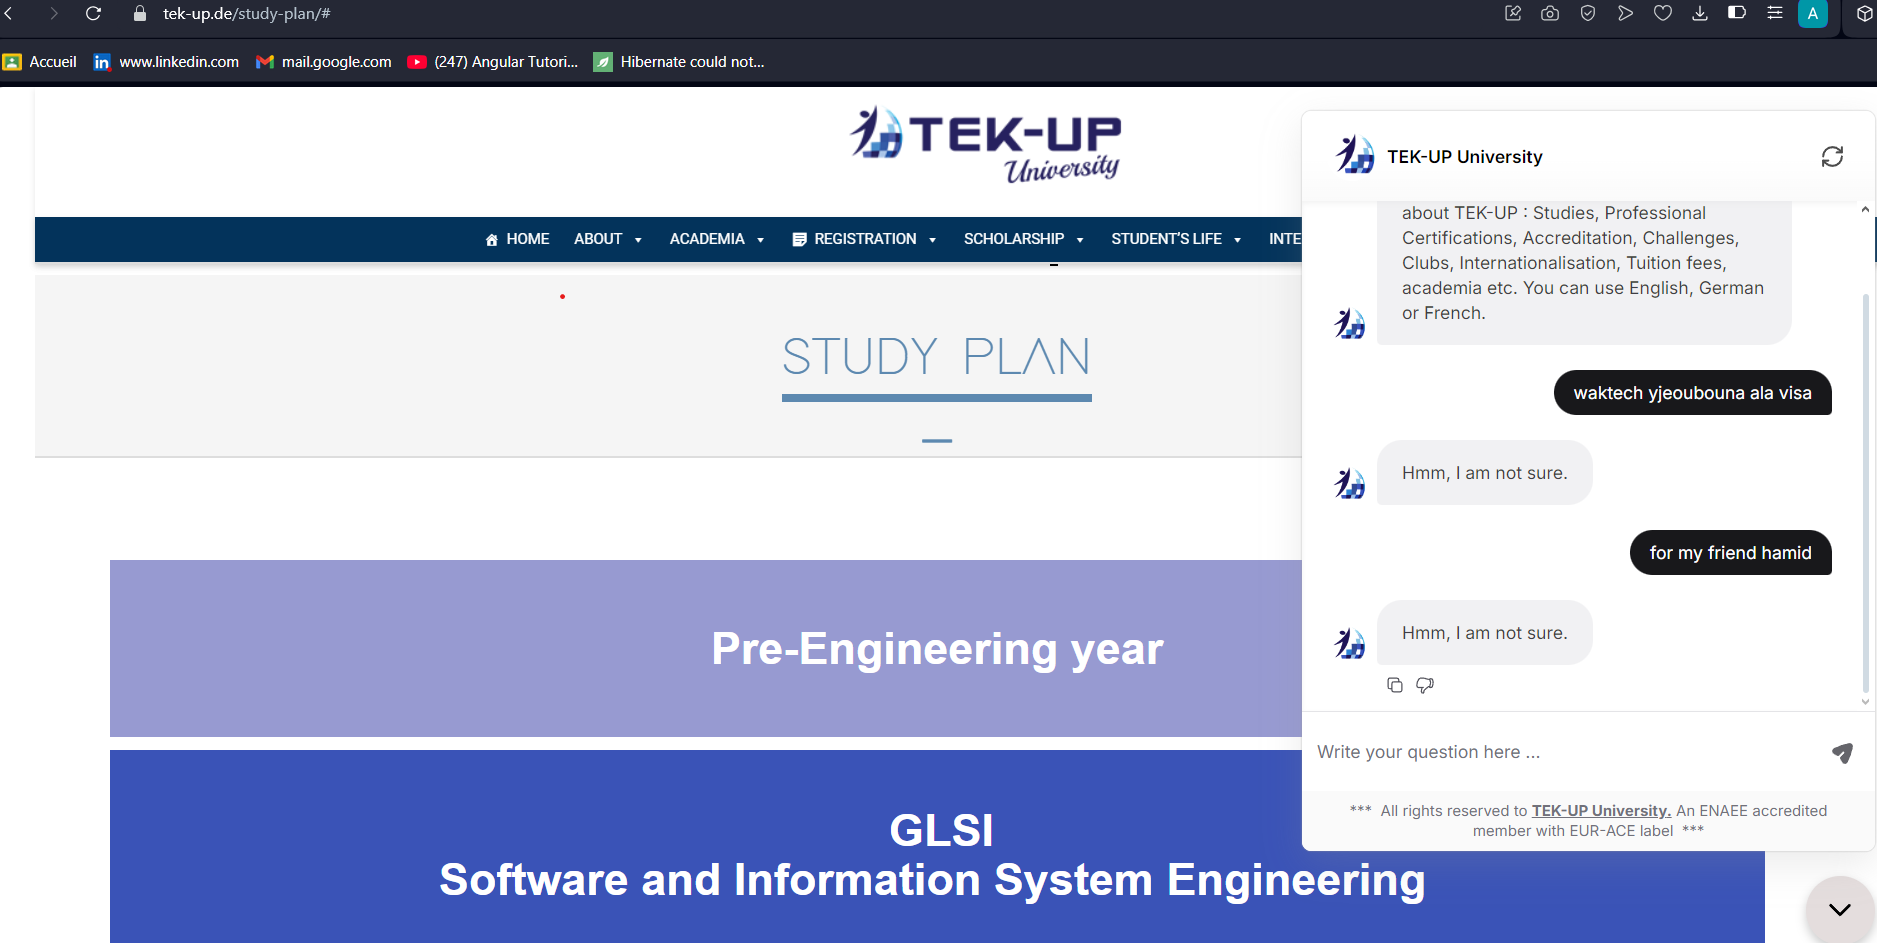 tek-up.de/study-plan/#
A
Accueil
www.linkedin.com
mail.google.com
(247) Angular Tutori...
Hibernate could not...
TEK-UP
University
HOME
ABOUT
ACADEMIA
REGISTRATION
SCHOLARSHIP
STUDENT'S LIFE
INTE
STUDY PLAN
Pre-Engineering year
GLSI
Software and Information System Engineering
TEK-UP University
about TEK-UP : Studies, Professional
Certifications, Accreditation, Challenges,
Clubs, Internationalisation, Tuition fees,
academia etc. You can use English, German
or French.
waktech yjeoubouna ala visa
Hmm, I am not sure.
for my friend hamid
Hmm, I am not sure.
Write your question here ...
*** All rights reserved to TEK-UP University. An ENAEE accredited
member with EUR-ACE label ***